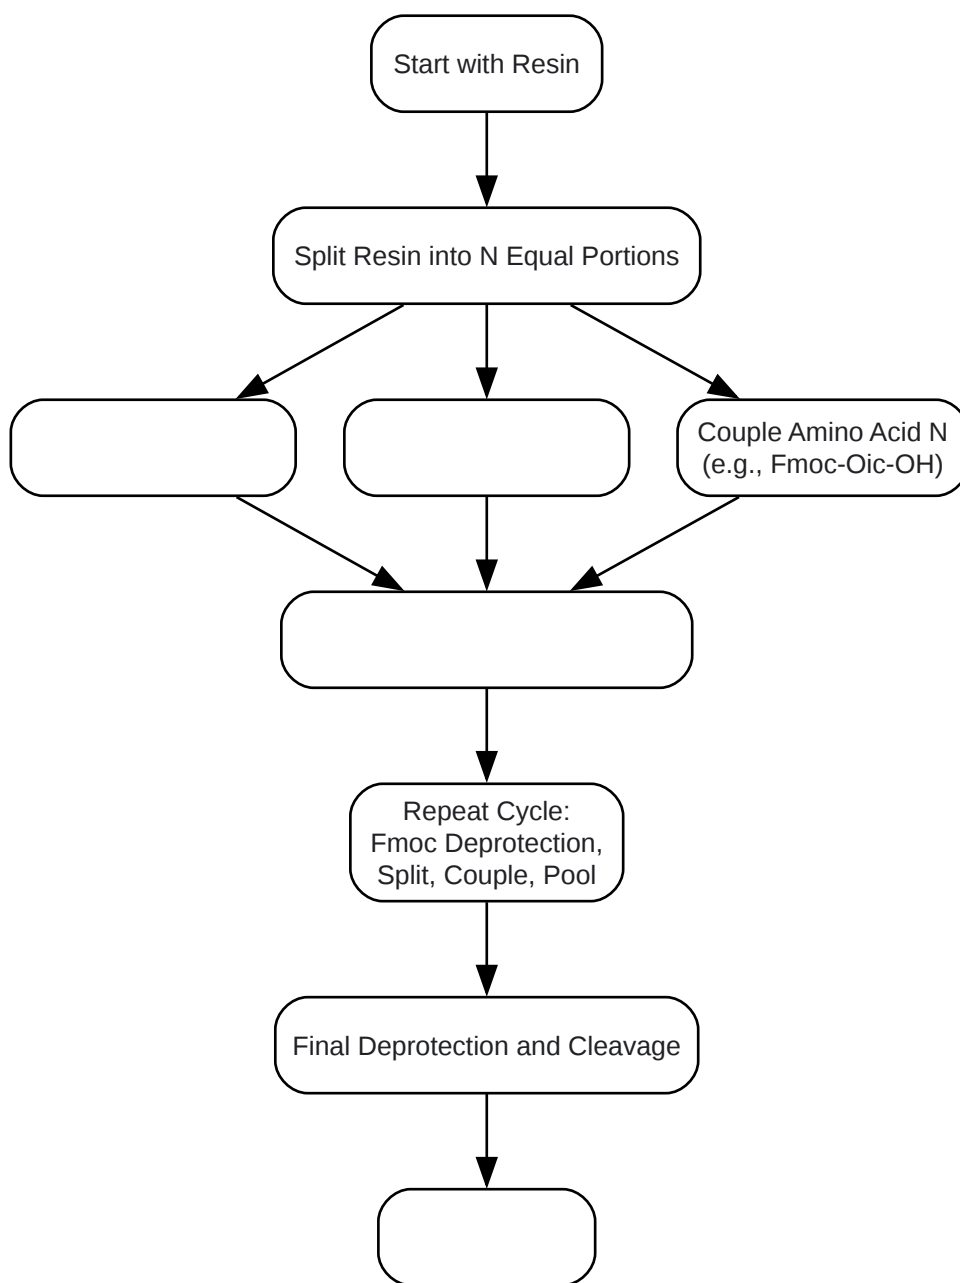 Start with Resin
Split Resin into N Equal Portions
Couple Amino Acid N
(e.g., Fmoc-Oic-OH)
Repeat Cycle:
Fmoc Deprotection,
Split, Couple, Pool
Final Deprotection and Cleavage